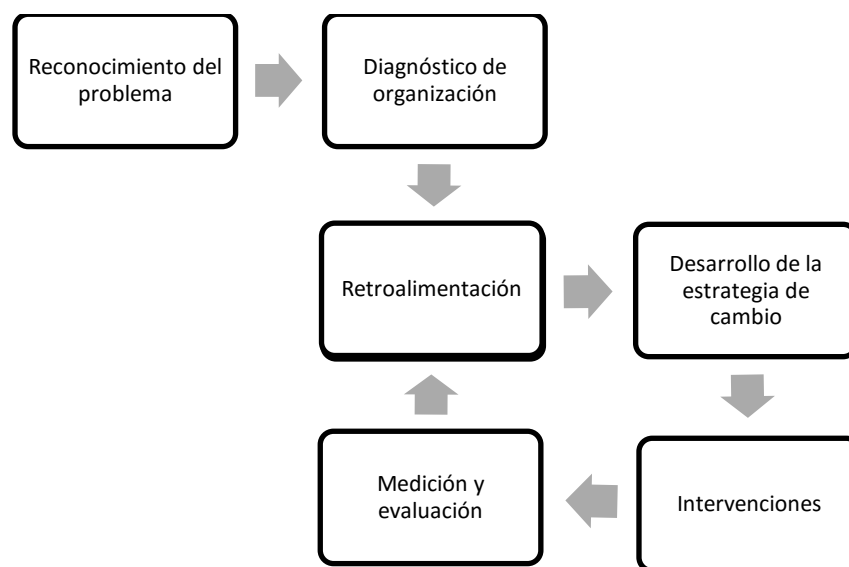 Reconocimiento del
problema
Diagnóstico de
organización
Retroalimentación
Desarrollo de la
estrategia de
cambio
Medición y
evaluación
Intervenciones